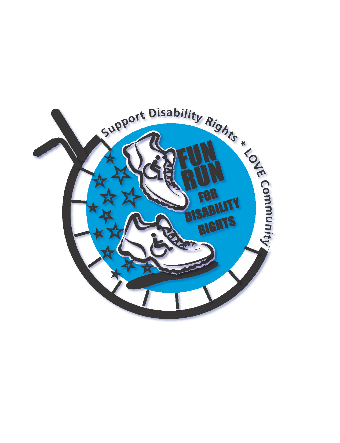 Support Disability Rights * LOVE Community
FUN
RUN
FOR
DISABILITY
RIGHTS